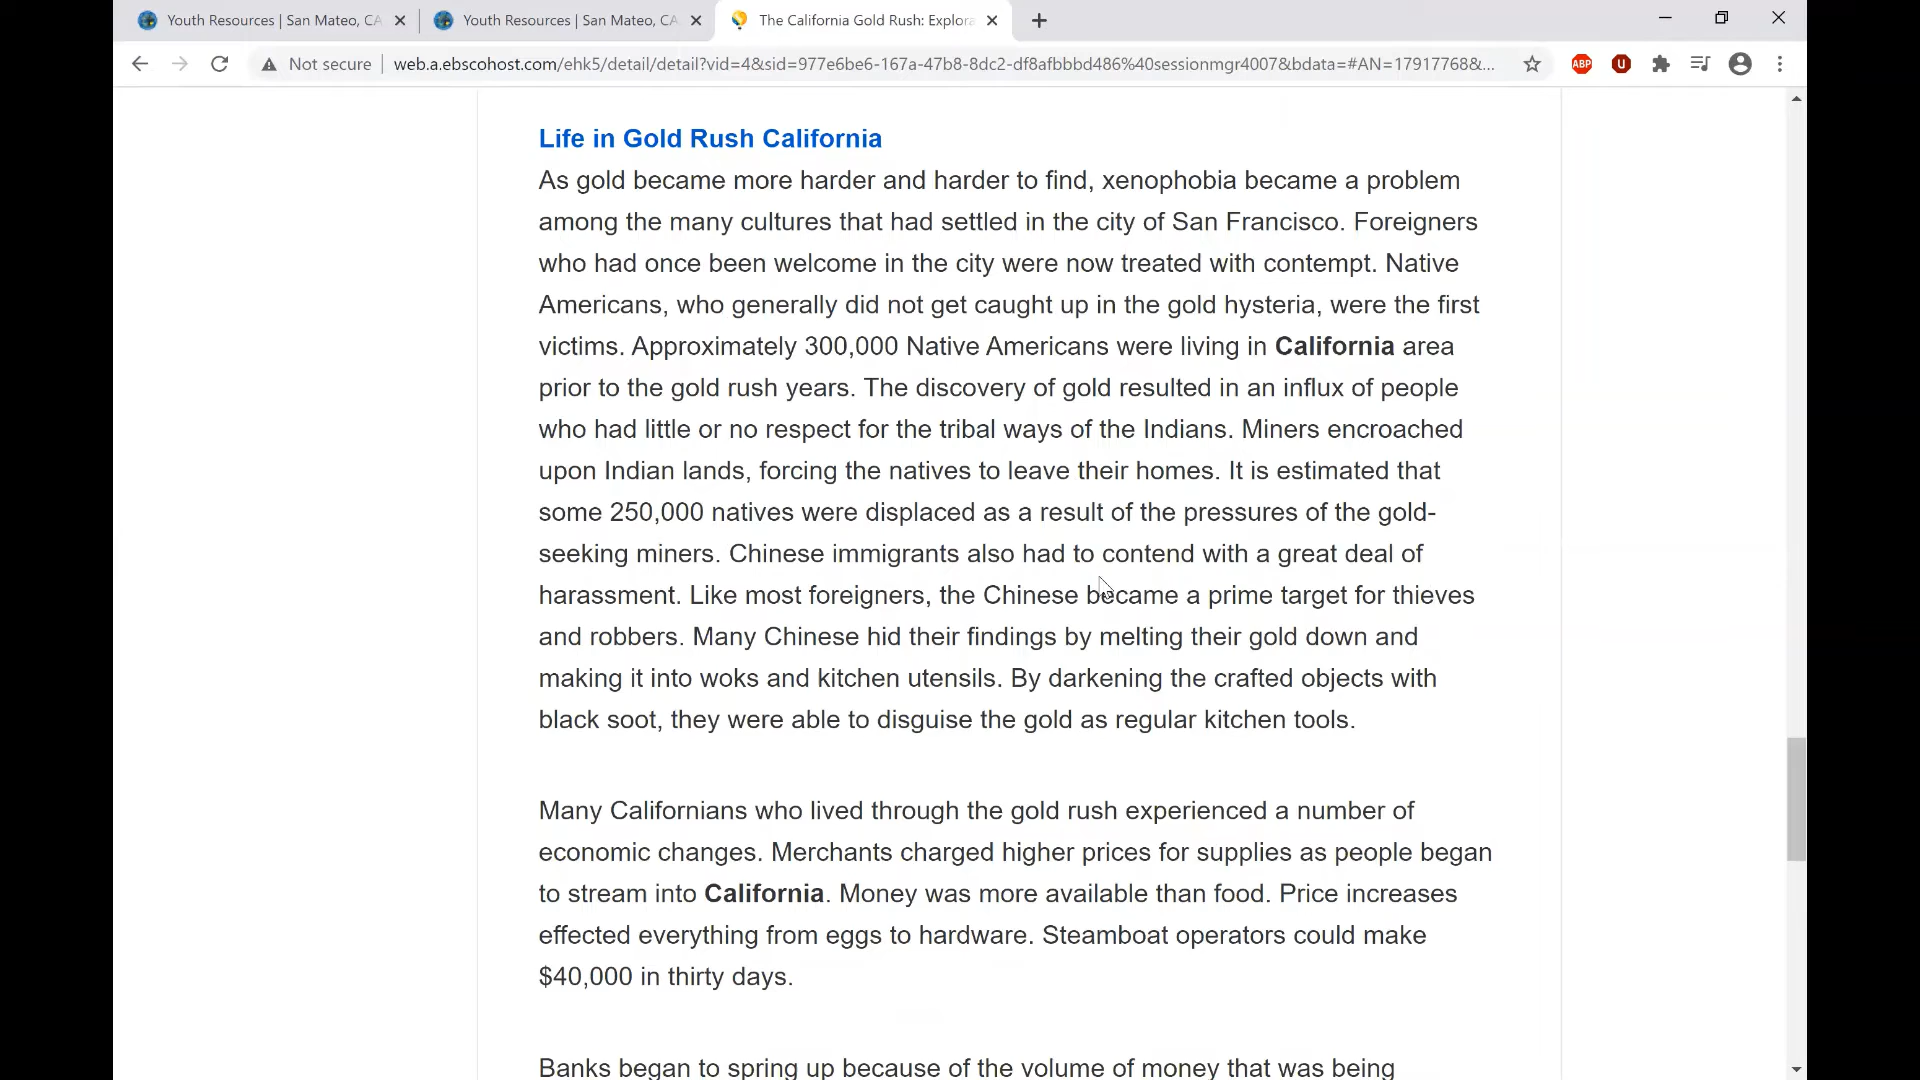 Youth Resources | San Mateo, CA
Youth Resources | San Mateo, CA
The California Gold Rush: Explora
Not secure
web.a.ebscohost.com/ehk5/detail/detail?vid=4&sid=977e6be6-167a-47b8-8dc2-df8afbbbd486%40sessionmgr4007&bdata=#AN=17917768&...
ABP
U
Life in Gold Rush California
As gold became more harder and harder to find, xenophobia became a problem
among the many cultures that had settled in the city of San Francisco. Foreigners
who had once been welcome in the city were now treated with contempt. Native
Americans, who generally did not get caught up in the gold hysteria, were the first
victims. Approximately 300,000 Native Americans were living in California area
prior to the gold rush years. The discovery of gold resulted in an influx of people
who had little or no respect for the tribal ways of the Indians. Miners encroached
upon Indian lands, forcing the natives to leave their homes. It is estimated that
some 250,000 natives were displaced as a result of the pressures of the gold-
seeking miners. Chinese immigrants also had to contend with a great deal of
harassment. Like most foreigners, the Chinese became a prime target for thieves
and robbers. Many Chinese hid their findings by melting their gold down and
making it into woks and kitchen utensils. By darkening the crafted objects with
black soot, they were able to disguise the gold as regular kitchen tools.
Many Californians who lived through the gold rush experienced a number of
economic changes. Merchants charged higher prices for supplies as people began
to stream into California. Money was more available than food. Price increases
effected everything from eggs to hardware. Steamboat operators could make
$40,000 in thirty days.
Banks began to spring up because of the volume of money that was being